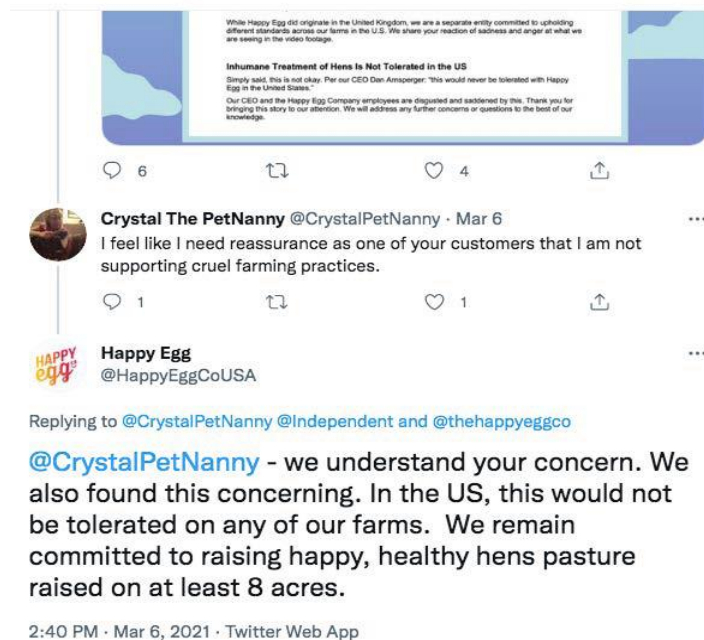 While Happy Egg did originate in the United Kingdom, we are a separate entity committed to upholding
different standards across our farms in the U.S. We share your reaction of sadness and anger at what we
are seeing in the video footage.
Inhumane Treatment of Hens Is Not Tolerated in the US
Simply said, this is not okay. Per our CEO Dan Arnsperger: "this would never be tolerated with Happy
Egg in the United States."
Our CEO and the Happy Egg Company employees are disgusted and saddened by this. Thank you for
bringing this story to our attention. We will address any further concerns or questions to the best of our
knowledge.
6 4
Crystal The PetNanny @CrystalPetNanny · Mar 6
I feel like I need reassurance as one of your customers that I am not
supporting cruel farming practices.
1 1
HAPPY
egg
Happy Egg
@HappyEggCoUSA
Replying to @CrystalPetNanny @Independent and @thehappyeggco
@CrystalPetNanny - we understand your concern. We
also found this concerning. In the US, this would not
be tolerated on any of our farms.  We remain
committed to raising happy, healthy hens pasture
raised on at least 8 acres.
2:40 PM · Mar 6, 2021 · Twitter Web App